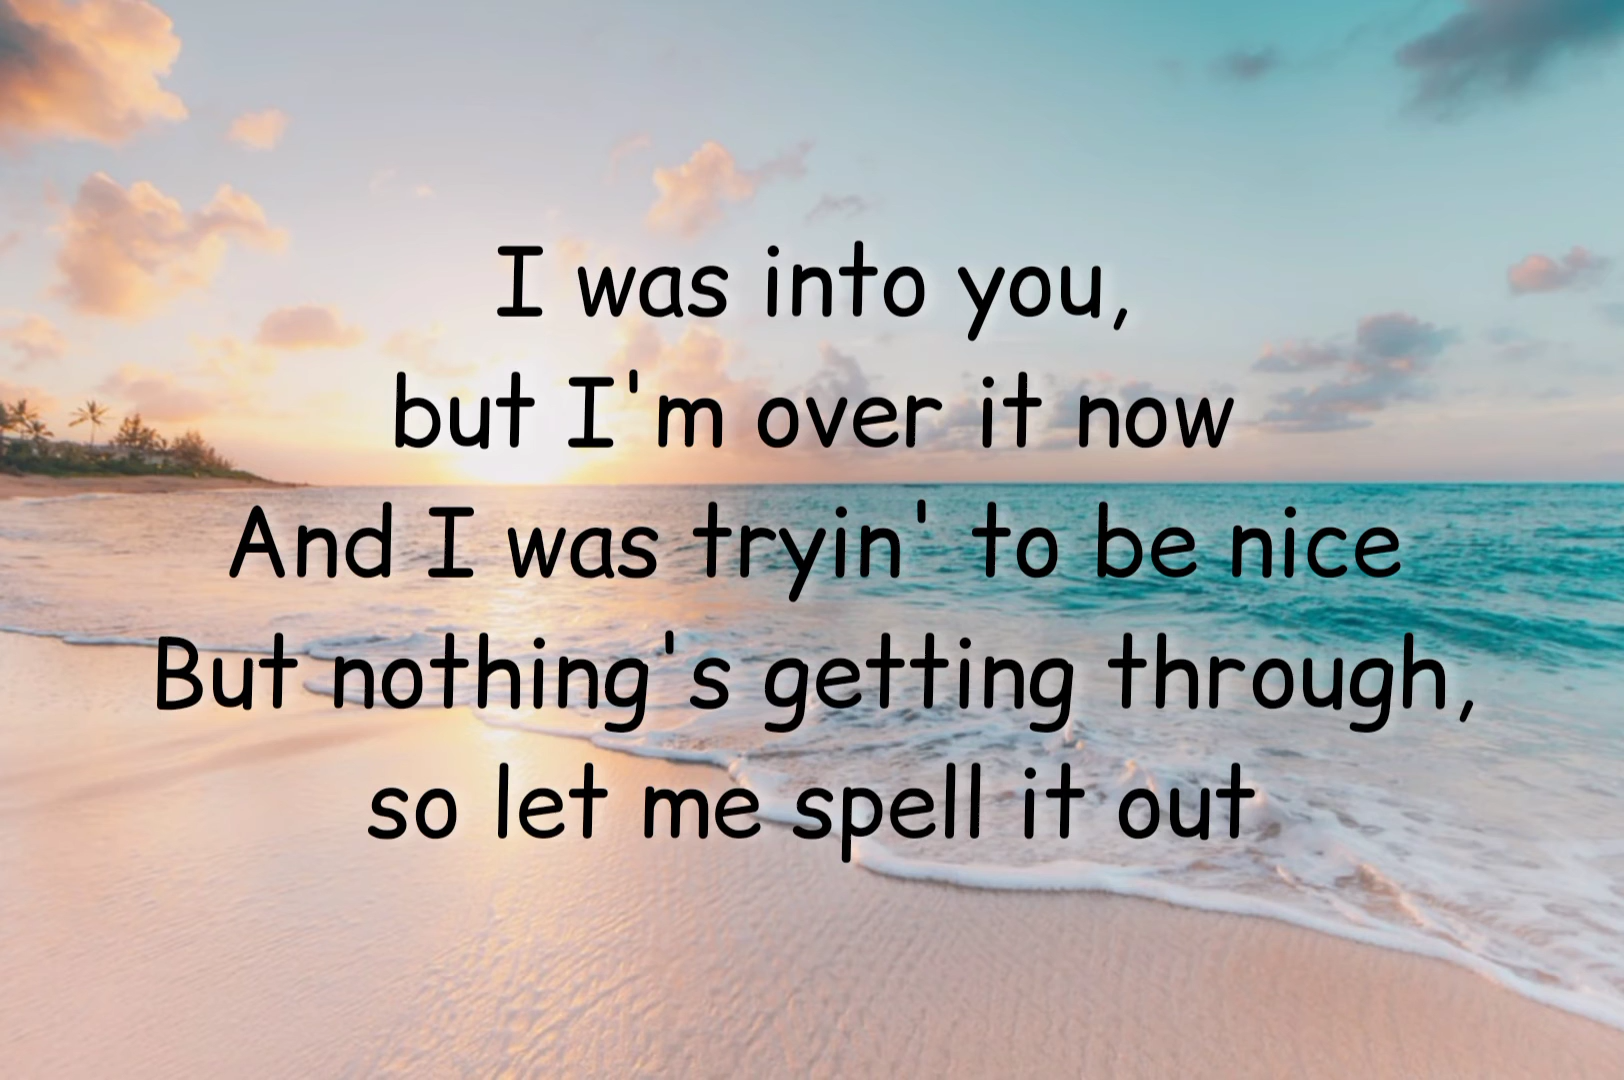 I was into you,
but I'm over it now
And I was tryin' to be nice
But nothing's getting through,
so let me spell it out